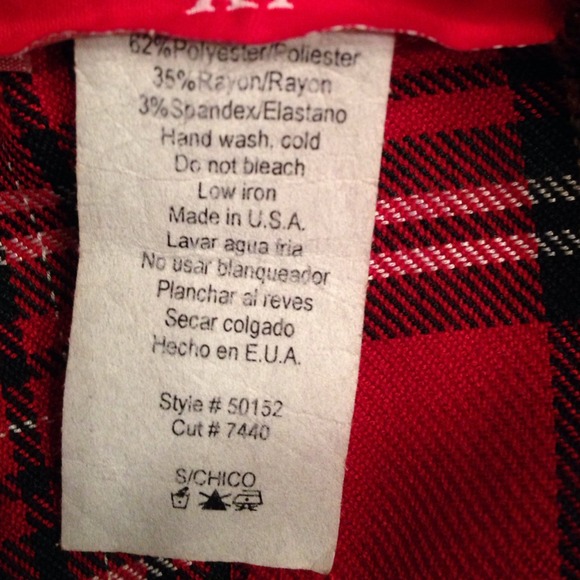 62%Polyester/Poliester
35%Rayon/Rayon
3%Spandex/Elastano
Hand wash, cold
Do not bleach
Low iron
Made in U.S.A.
Lavar agua fria
No usar blanqueador
Planchar al reves
Secar colgado
Hecho en E.U.A.
Style # 50152
Cut # 7440
S/CHICO